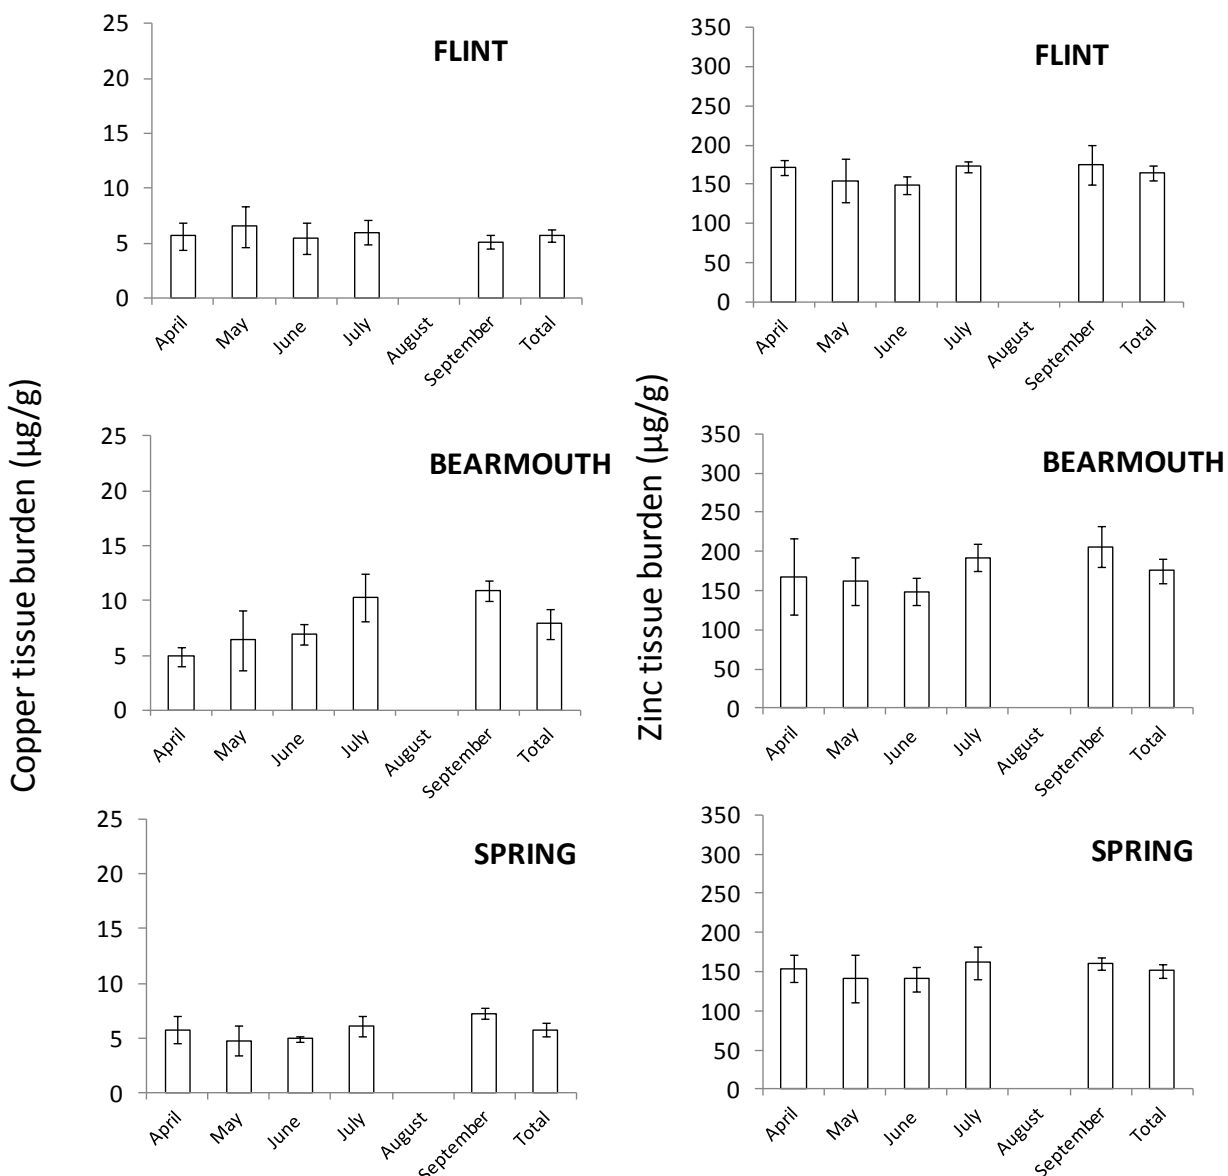 Copper tissue burden (µg/g)
FLINT
25
20
15
10
5
0
April
May
June
July
August
September
Total
BEARMOUTH
25
20
15
10
5
0
April
May
June
July
August
September
Total
SPRING
25
20
15
10
5
0
April
May
June
July
August
September
Total
Zinc tissue burden (µg/g)
FLINT
350
300
250
200
150
100
50
0
April
May
June
July
August
September
Total
BEARMOUTH
350
300
250
200
150
100
50
0
April
May
June
July
August
September
Total
SPRING
350
300
250
200
150
100
50
0
April
May
June
July
August
September
Total